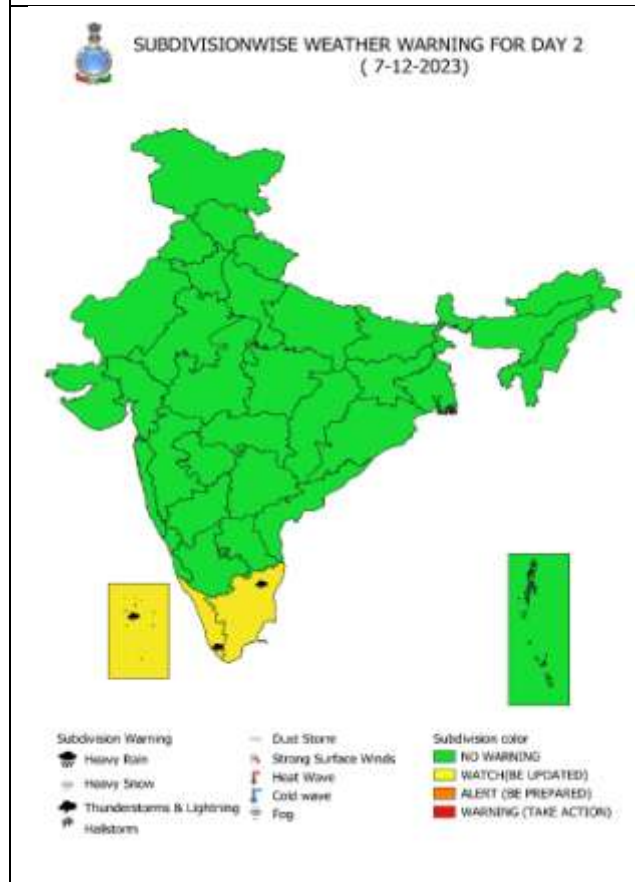 SUBDIVISIONWISE WEATHER WARNING FOR DAY 2
( 7-12-2023)
Subdivision Warning
Heavy Rain
Heavy Snow
Thunderstorms & Lightning
Hailstorm
Dust Storm
Strong Surface Winds
Heat Wave
Cold wave
Fog
Subdivision color
NO WARNING
WATCH(BE UPDATED)
ALERT (BE PREPARED)
WARNING (TAKE ACTION)